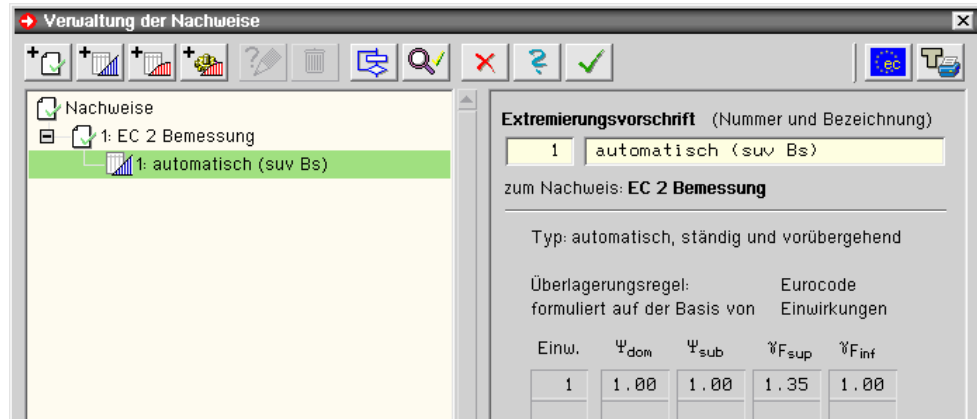 Verwaltung der Nachweise
ec
Nachweise
1: EC 2 Bemessung
1: automatisch (suv Bs)
Extremierungsvorschrift (Nummer und Bezeichnung)
1 automatisch (suv Bs)
zum Nachweis: EC 2 Bemessung
Typ: automatisch, ständig und vorübergehend
Überlagerungsregel: Eurocode
formuliert auf der Basis von Einwirkungen
Einw. Ψdom Ψsub γFsup γFinf
1 1.00 1.00 1.35 1.00